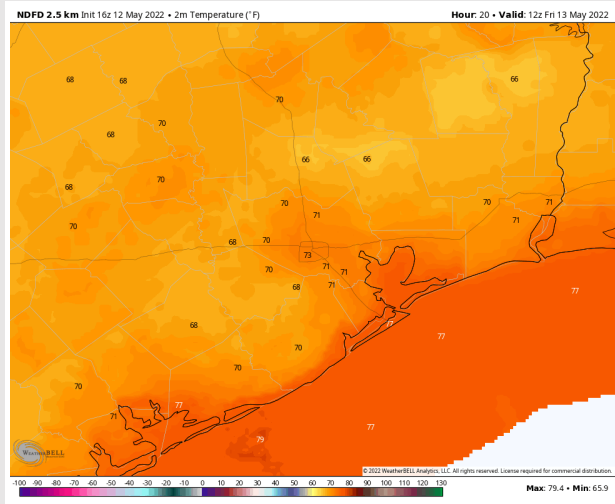 NDFD 2.5 km Init 16z 12 May 2022 • 2m Temperature (°F) Hour: 20 • Valid: 12z Fri 13 May 2022
68 68 66
70
70
68
66 66
68 70
70 71 70 71
70 71
68 70
73
70 71 71
68 71 77
77
68 77
70
70
70
77
71
77
79
WEATHERBELL
© 2022 WeatherBELL Analytics, LLC. All rights reserved. License required for commercial distribution.
-100 -90 -80 -70 -60 -50 -40 -30 -20 -10 0 10 20 30 40 50 60 70 80 90 100 110 120 130
Max: 79.4 • Min: 65.9